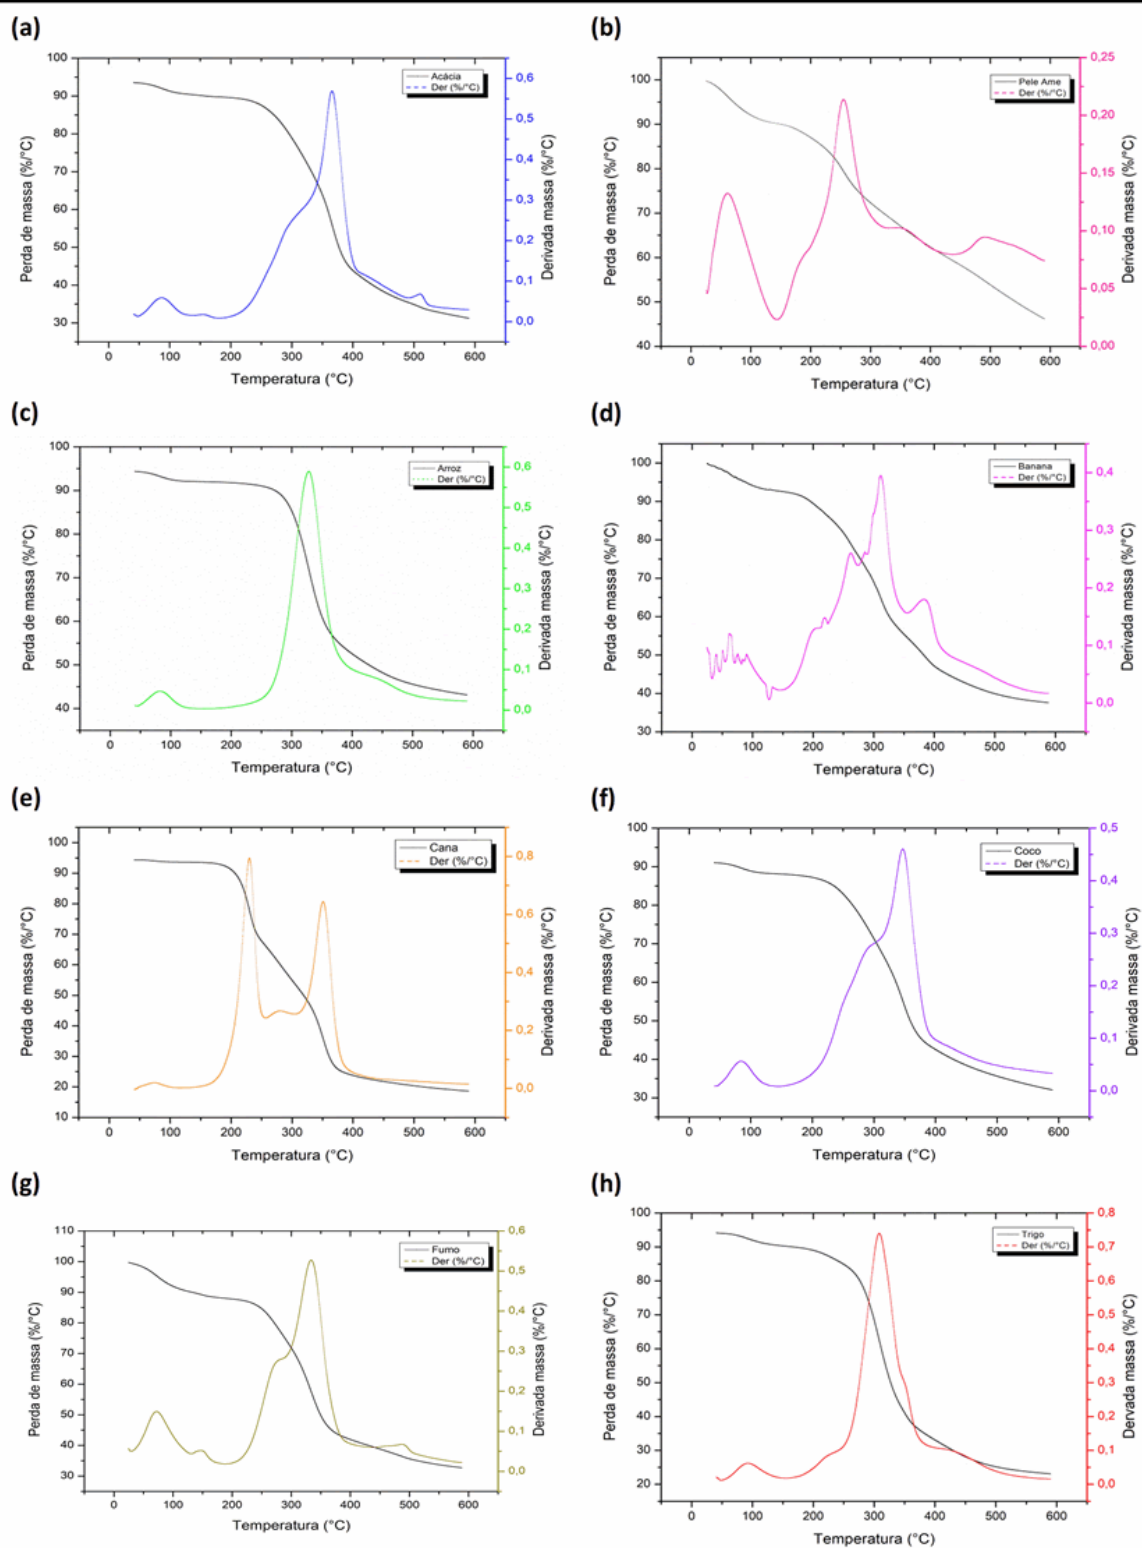 (a)
Perda de massa (%/°C)
100
90
80
70
60
50
40
30
Acácia
Der (%/°C)
0,6
0,5
0,4
0,3
0,2
0,1
0,0
Derivada massa (%/°C)
0 100 200 300 400 500 600
Temperatura (°C)
(b)
Perda de massa (%/°C)
100
90
80
70
60
50
40
Pele Ame
Der (%/°C)
0,25
0,20
0,15
0,10
0,05
0,00
Derivada massa (%/°C)
0 100 200 300 400 500 600
Temperatura (°C)
(c)
Perda de massa (%/°C)
100
90
80
70
60
50
40
Arroz
Der (%/°C)
0,6
0,5
0,4
0,3
0,2
0,1
0,0
Derivada massa (%/°C)
0 100 200 300 400 500 600
Temperatura (°C)
(d)
Perda de massa (%/°C)
100
90
80
70
60
50
40
30
Banana
Der (%/°C)
0,4
0,3
0,2
0,1
0,0
Derivada massa (%/°C)
0 100 200 300 400 500 600
Temperatura (°C)
(e)
Perda de massa (%/°C)
100
90
80
70
60
50
40
30
20
10
Cana
Der (%/°C)
0,8
0,6
0,4
0,2
0,0
Derivada massa (%/°C)
0 100 200 300 400 500 600
Temperatura (°C)
(f)
Perda de massa (%/°C)
100
90
80
70
60
50
40
30
Coco
Der (%/°C)
0,5
0,4
0,3
0,2
0,1
0,0
Derivada massa (%/°C)
0 100 200 300 400 500 600
Temperatura (°C)
(g)
Perda de massa (%/°C)
110
100
90
80
70
60
50
40
30
Fumo
Der (%/°C)
0,6
0,5
0,4
0,3
0,2
0,1
0,0
Derivada massa (%/°C)
0 100 200 300 400 500 600
Temperatura (°C)
(h)
Perda de massa (%/°C)
100
90
80
70
60
50
40
30
20
Trigo
Der (%/°C)
0,8
0,7
0,6
0,5
0,4
0,3
0,2
0,1
0,0
Dervada massa (%/°C)
0 100 200 300 400 500 600
Temperatura (°C)